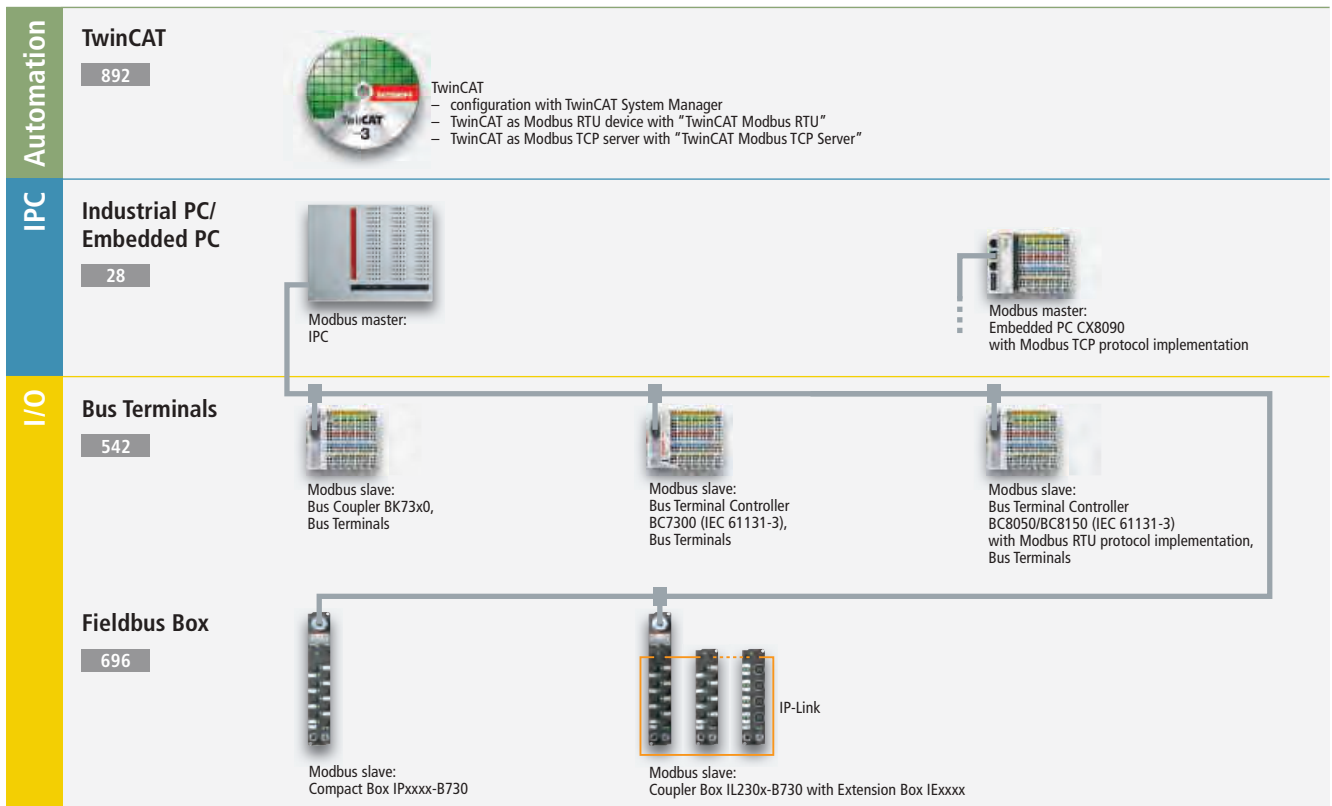 Automation
TwinCAT
892
TwinCAT
3
TwinCAT
– configuration with TwinCAT System Manager
– TwinCAT as Modbus RTU device with “TwinCAT Modbus RTU”
– TwinCAT as Modbus TCP server with “TwinCAT Modbus TCP Server”
IPC
Industrial PC/
Embedded PC
28
Modbus master:
IPC
Modbus master:
Embedded PC CX8090
with Modbus TCP protocol implementation
I/O
Bus Terminals
542
Modbus slave:
Bus Coupler BK73x0,
Bus Terminals
Modbus slave:
Bus Terminal Controller
BC7300 (IEC 61131-3),
Bus Terminals
Modbus slave:
Bus Terminal Controller
BC8050/BC8150 (IEC 61131-3)
with Modbus RTU protocol implementation,
Bus Terminals
Fieldbus Box
696
IP-Link
Modbus slave:
Compact Box IPxxxx-B730
Modbus slave:
Coupler Box IL230x-B730 with Extension Box IExxxx